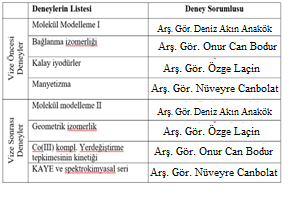 Deneylerin Listesi Deney Sorumlusu
Vize Öncesi Deneyler
Molekül Modelleme I Arş. Gör. Deniz Akın Anakök
Bağlanma izomerliği Arş. Gör. Onur Can Bodur
Kalay iyodürler Arş. Gör. Özge Laçin
Manyetizma Arş. Gör. Nüveyre Canbolat
Vize Sonrası Deneyler
Molekül modelleme II Arş. Gör. Deniz Akın Anakök
Geometrik izomerlik Arş. Gör. Özge Laçin
Co(III) kompl. Yerdeğiştirme tepkimesinin kinetiği Arş. Gör. Onur Can Bodur
KAYE ve spektrokimyasal seri Arş. Gör. Nüveyre Canbolat